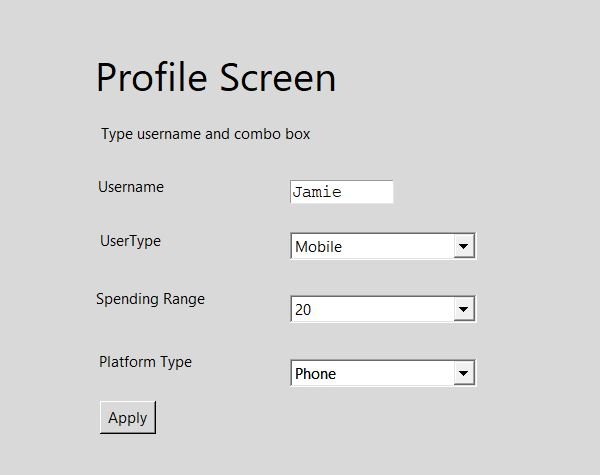 Profile Screen
Type username and combo box
Username Jamie
UserType Mobile
Spending Range 20
Platform Type Phone
Apply